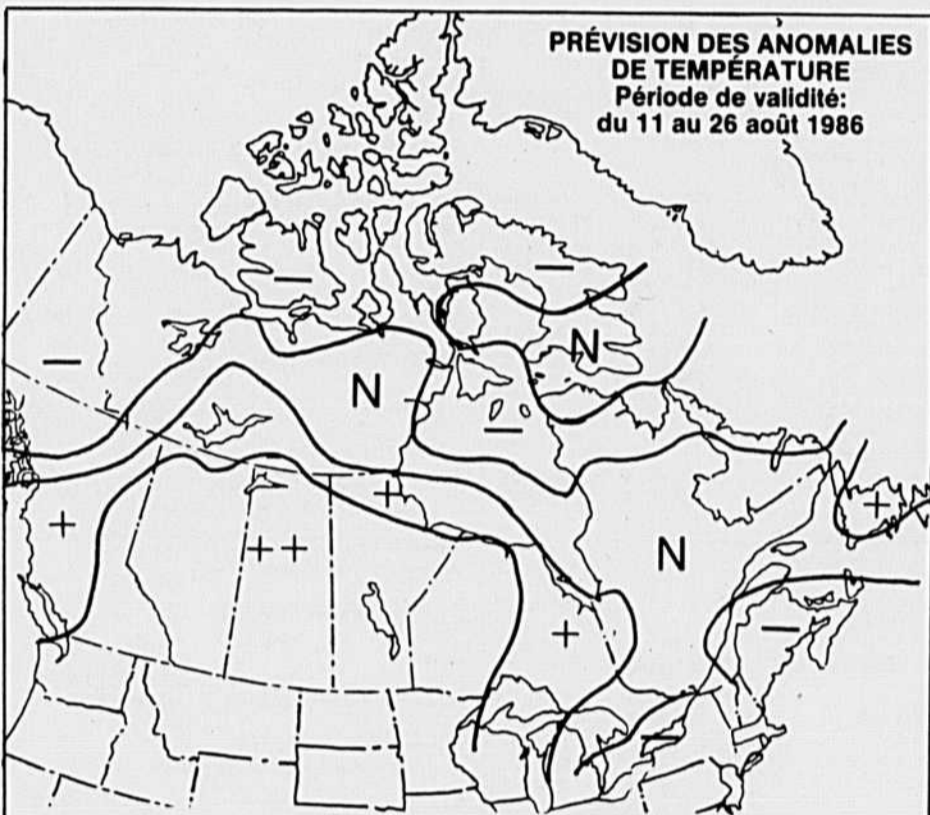 PRÉVISION DES ANOMALIES
DE TEMPÉRATURE
Période de validité:
du 11 au 26 août 1986
—
—
N
—
N
—
+
+
+ +
+
N
+
—
—